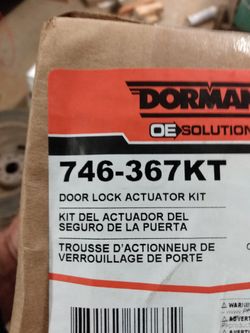 DORMAN
OE SOLUTION
746-367KT
DOOR LOCK ACTUATOR KIT
KIT DEL ACTUADOR DEL
SEGURO DE LA PUERTA
TROUSSE D'ACTIONNEUR DE
VERROUILLAGE DE PORTE